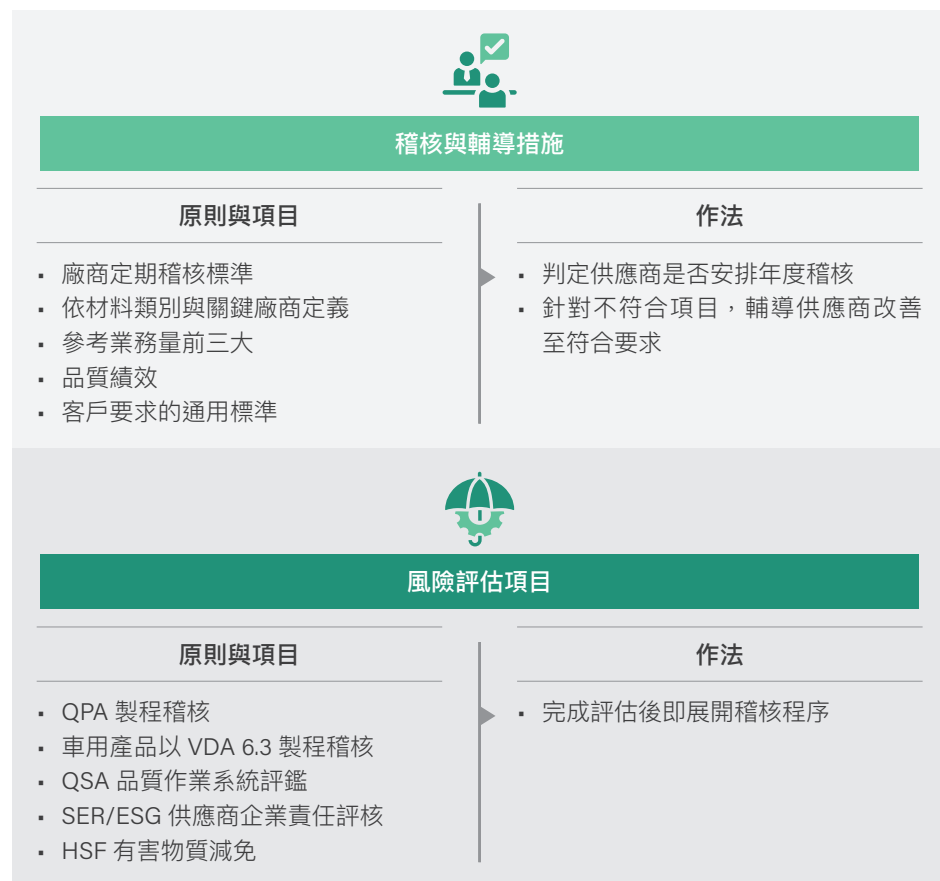 稽核與輔導措施
原則與項目
▪ 廠商定期稽核標準
▪ 依材料類別與關鍵廠商定義
▪ 參考業務量前三大
▪ 品質績效
▪ 客戶要求的通用標準
作法
▪ 判定供應商是否安排年度稽核
▪ 針對不符合項目，輔導供應商改善
至符合要求
風險評估項目
原則與項目
▪ QPA 製程稽核
▪ 車用產品以 VDA 6.3 製程稽核
▪ QSA 品質作業系統評鑑
▪ SER/ESG 供應商企業責任評核
▪ HSF 有害物質減免
作法
▪ 完成評估後即展開稽核程序